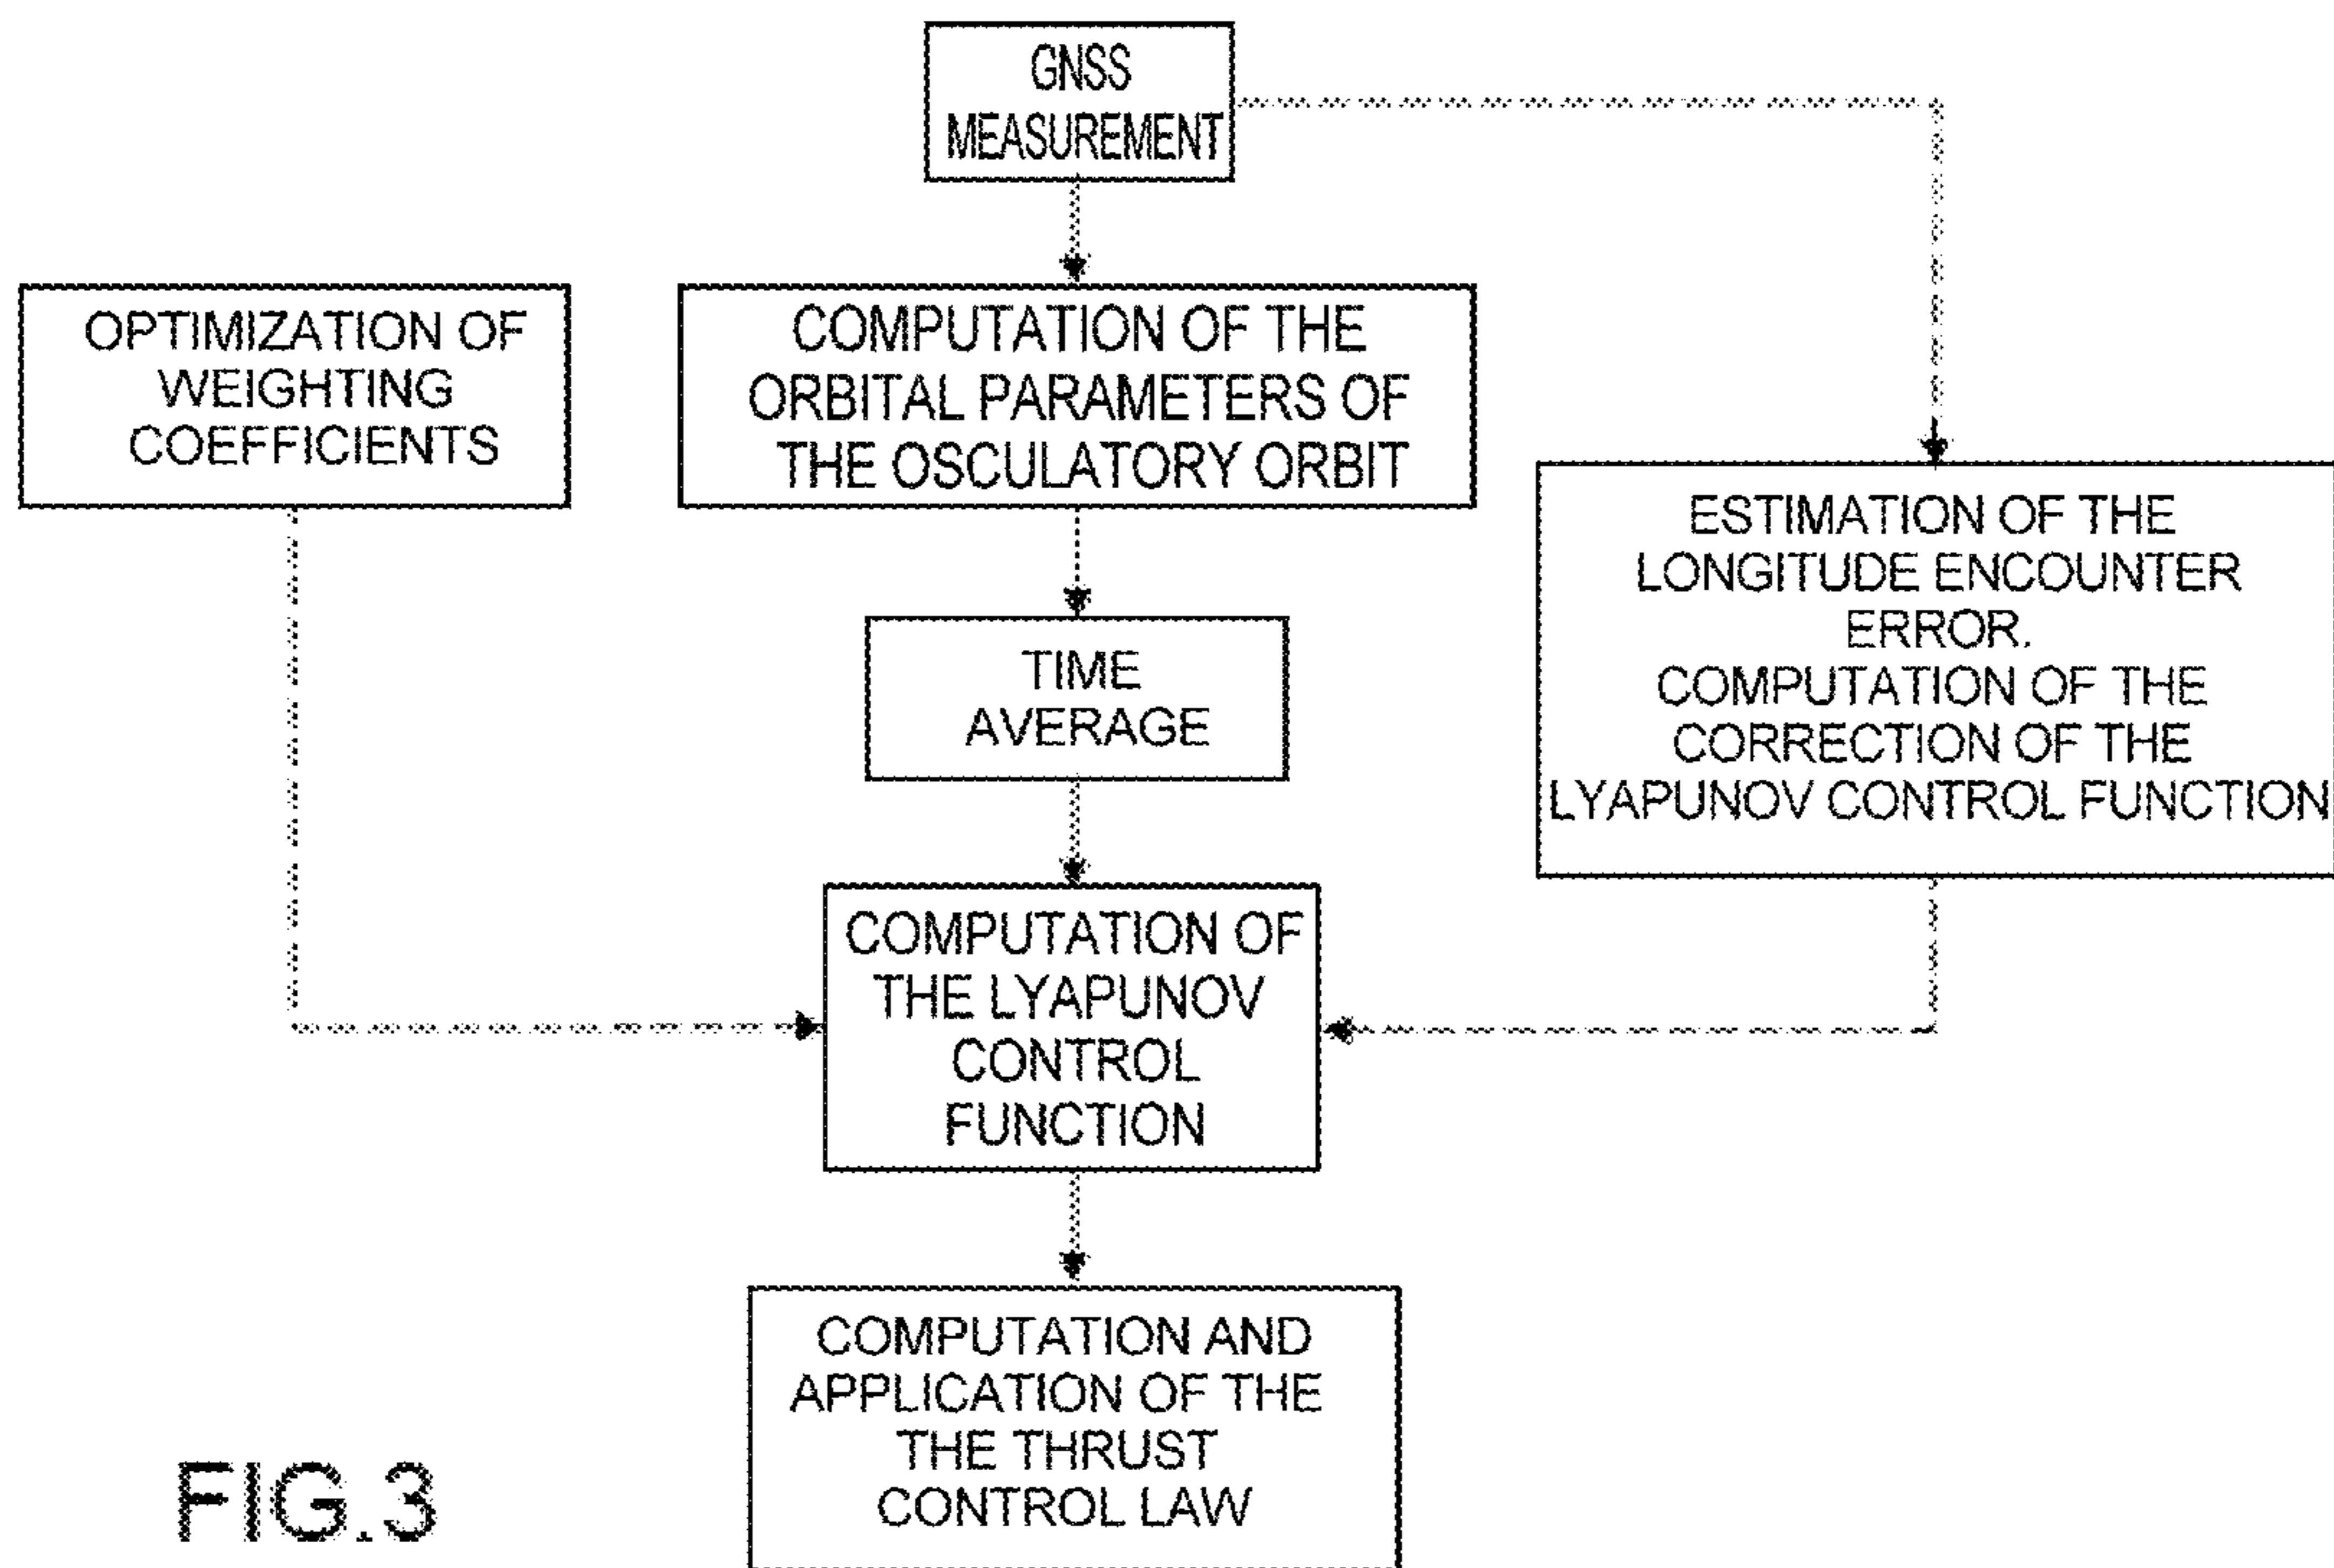 GNSS
MEASUREMENT
OPTIMIZATION OF
WEIGHTING
COEFFICIENTS
COMPUTATION OF THE
ORBITAL PARAMETERS OF
THE OSCULATORY ORBIT
ESTIMATION OF THE
LONGITUDE ENCOUNTER
ERROR.
COMPUTATION OF THE
CORRECTION OF THE
LYAPUNOV CONTROL FUNCTION
TIME
AVERAGE
COMPUTATION OF
THE LYAPUNOV
CONTROL
FUNCTION
COMPUTATION AND
APPLICATION OF THE
THE THRUST
CONTROL LAW
FIG.3